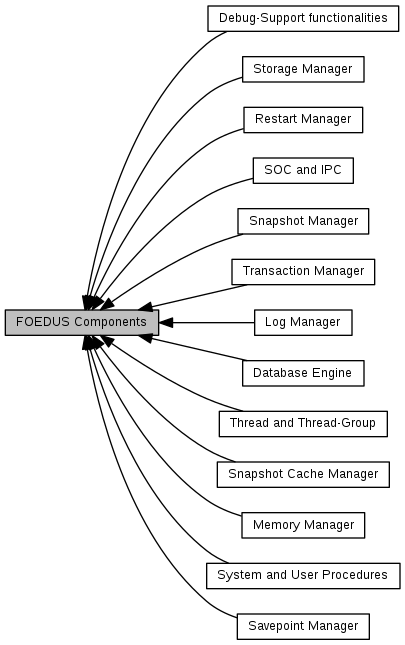 Debug-Support functionalities
Storage Manager
Restart Manager
SOC and IPC
Snapshot Manager
Transaction Manager
FOEDUS Components
Log Manager
Database Engine
Thread and Thread-Group
Snapshot Cache Manager
Memory Manager
System and User Procedures
Savepoint Manager